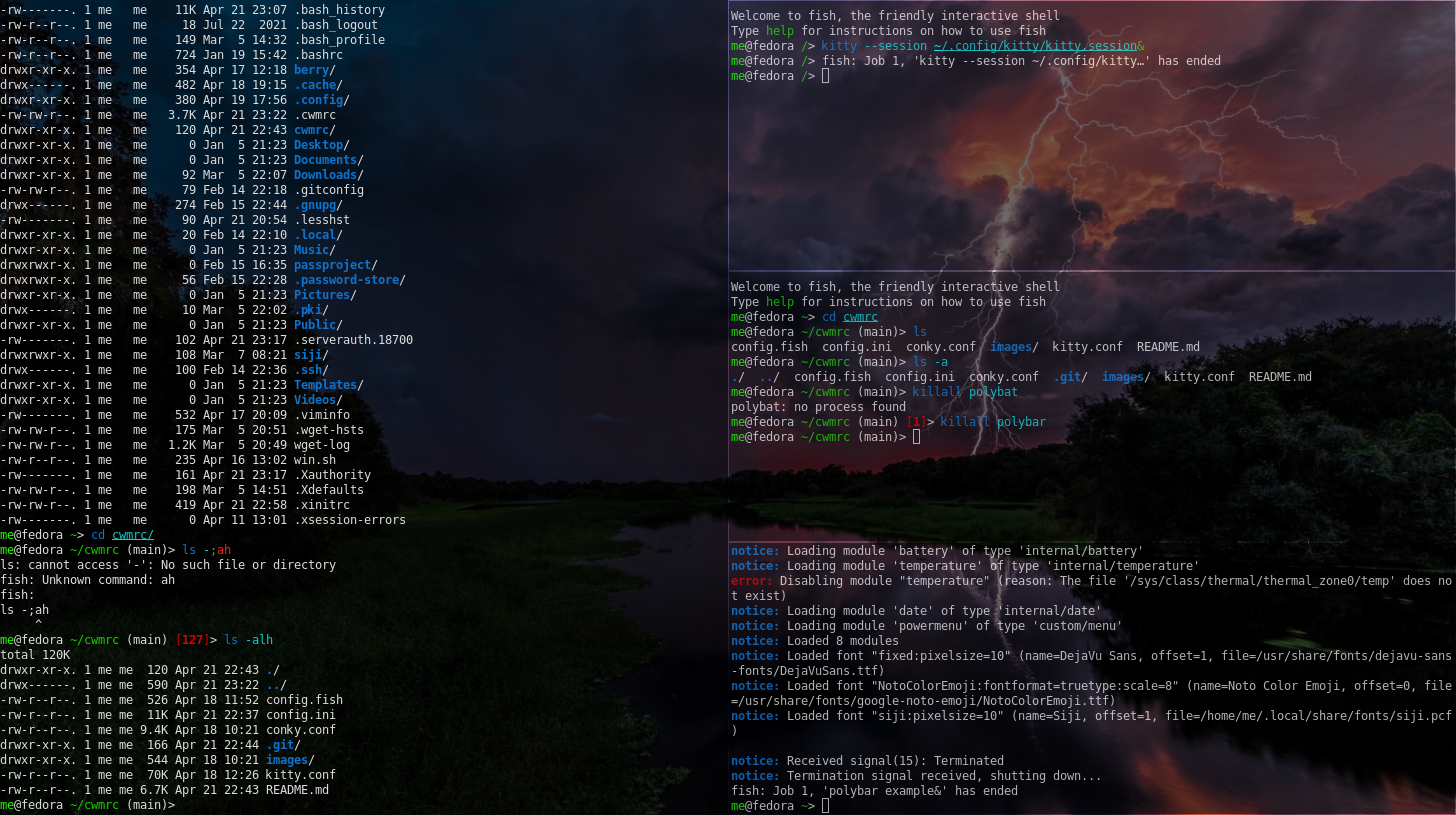 -rw-------. 1 me   me    11K Apr 21 23:07 .bash_history
-rw-r--r--. 1 me   me     18 Jul 22  2021 .bash_logout
-rw-r--r--. 1 me   me    149 Mar  5 14:32 .bash_profile
-rw-r--r--. 1 me   me    724 Jan 19 15:42 .bashrc
drwxr-xr-x. 1 me   me    354 Apr 17 12:18 berry/
drwx------. 1 me   me    482 Apr 18 19:15 .cache/
drwxr-xr-x. 1 me   me    380 Apr 19 17:56 .config/
-rw-rw-r--. 1 me   me   3.7K Apr 21 23:22 .cwmrc
drwxr-xr-x. 1 me   me    120 Apr 21 22:43 cwmrc/
drwxr-xr-x. 1 me   me      0 Jan  5 21:23 Desktop/
drwxr-xr-x. 1 me   me      0 Jan  5 21:23 Documents/
drwxr-xr-x. 1 me   me     92 Mar  3 22:07 Downloads/
-rw-rw-r--. 1 me   me     79 Feb 14 22:18 .gitconfig
drwx------. 1 me   me    274 Feb 15 22:44 .gnupg/
-rw-------. 1 me   me     90 Apr 21 20:54 .lesshst
drwx------. 1 me   me     20 Feb 14 22:10 .local/
drwxr-xr-x. 1 me   me      0 Jan  5 21:23 Music/
drwxrwxr-x. 1 me   me      0 Feb 15 16:35 passproject/
drwxrwxr-x. 1 me   me     56 Feb 15 22:28 .password-store/
drwxr-xr-x. 1 me   me      0 Jan  5 21:23 Pictures/
drwx------. 1 me   me     10 Mar  5 22:02 .pki/
drwxr-xr-x. 1 me   me      0 Jan  5 21:23 Public/
-rw-------. 1 me   me    102 Apr 21 23:17 .serverauth.18700
drwxrwxr-x. 1 me   me    108 Mar  7 08:21 siji/
drwx------. 1 me   me    100 Feb 14 22:36 .ssh/
drwxr-xr-x. 1 me   me      0 Jan  5 21:23 Templates/
drwxr-xr-x. 1 me   me      0 Jan  5 21:23 Videos/
-rw-------. 1 me   me    532 Apr 17 20:09 .viminfo
-rw-rw-r--. 1 me   me    175 Mar  5 20:51 .wget-hsts
-rw-rw-r--. 1 me   me   1.2K Mar  5 20:49 wget-log
-rw-r--r--. 1 me   me    235 Apr 16 13:02 win.sh
-rw-------. 1 me   me    161 Apr 21 23:17 .Xauthority
-rw-rw-r--. 1 me   me    198 Mar  5 14:51 .Xdefaults
-rw-rw-r--. 1 me   me    419 Apr 21 22:58 .xinitrc
-rw-------. 1 me   me      0 Apr 11 13:01 .xsession-errors
me@fedora ~> cd cwmrc/
me@fedora ~/cwmrc (main)> ls -;ah
ls: cannot access '-': No such file or directory
fish: Unknown command: ah
fish:
ls -;ah
     ^
me@fedora ~/cwmrc (main) [127]> ls -alh
total 120K
drwxr-xr-x. 1 me me  120 Apr 21 22:43 ./
drwx------. 1 me me  590 Apr 21 23:22 ../
-rw-r--r--. 1 me me  526 Apr 18 11:52 config.fish
-rw-r--r--. 1 me me  11K Apr 21 22:37 config.ini
-rw-r--r--. 1 me me 9.4K Apr 18 10:21 conky.conf
drwxr-xr-x. 1 me me  166 Apr 21 22:44 .git/
drwxr-xr-x. 1 me me  544 Apr 18 10:21 images/
-rw-r--r--. 1 me me  70K Apr 18 12:26 kitty.conf
-rw-r--r--. 1 me me 6.7K Apr 21 22:43 README.md
me@fedora ~/cwmrc (main)>
Welcome to fish, the friendly interactive shell
Type help for instructions on how to use fish
me@fedora /> kitty --session ~/.config/kitty/kitty.session&
me@fedora /> fish: Job 1, 'kitty --session ~/.config/kitty…' has ended
me@fedora />
Welcome to fish, the friendly interactive shell
Type help for instructions on how to use fish
me@fedora ~> cd cwmrc
me@fedora ~/cwmrc (main)> ls
config.fish  config.ini  conky.conf  images/  kitty.conf  README.md
me@fedora ~/cwmrc (main)> ls -a
./  ../  config.fish  config.ini  conky.conf  .git/  images/  kitty.conf  README.md
me@fedora ~/cwmrc (main)> killall polybat
polybat: no process found
me@fedora ~/cwmrc (main) [1]> killall polybar
me@fedora ~/cwmrc (main)>
notice: Loading module 'battery' of type 'internal/battery'
notice: Loading module 'temperature' of type 'internal/temperature'
error: Disabling module "temperature" (reason: The file '/sys/class/thermal/thermal_zone0/temp' does no
t exist)
notice: Loading module 'date' of type 'internal/date'
notice: Loading module 'powermenu' of type 'custom/menu'
notice: Loaded 8 modules
notice: Loaded font "fixed:pixelsize=10" (name=DejaVu Sans, offset=1, file=/usr/share/fonts/dejavu-sans
-fonts/DejaVuSans.ttf)
notice: Loaded font "NotoColorEmoji:fontformat=truetype:scale=8" (name=Noto Color Emoji, offset=0, file
=/usr/share/fonts/google-noto-emoji/NotoColorEmoji.ttf)
notice: Loaded font "siji:pixelsize=10" (name=Siji, offset=1, file=/home/me/.local/share/fonts/siji.pcf
)
notice: Received signal(15): Terminated
notice: Termination signal received, shutting down...
fish: Job 1, 'polybar example&' has ended
me@fedora ~>